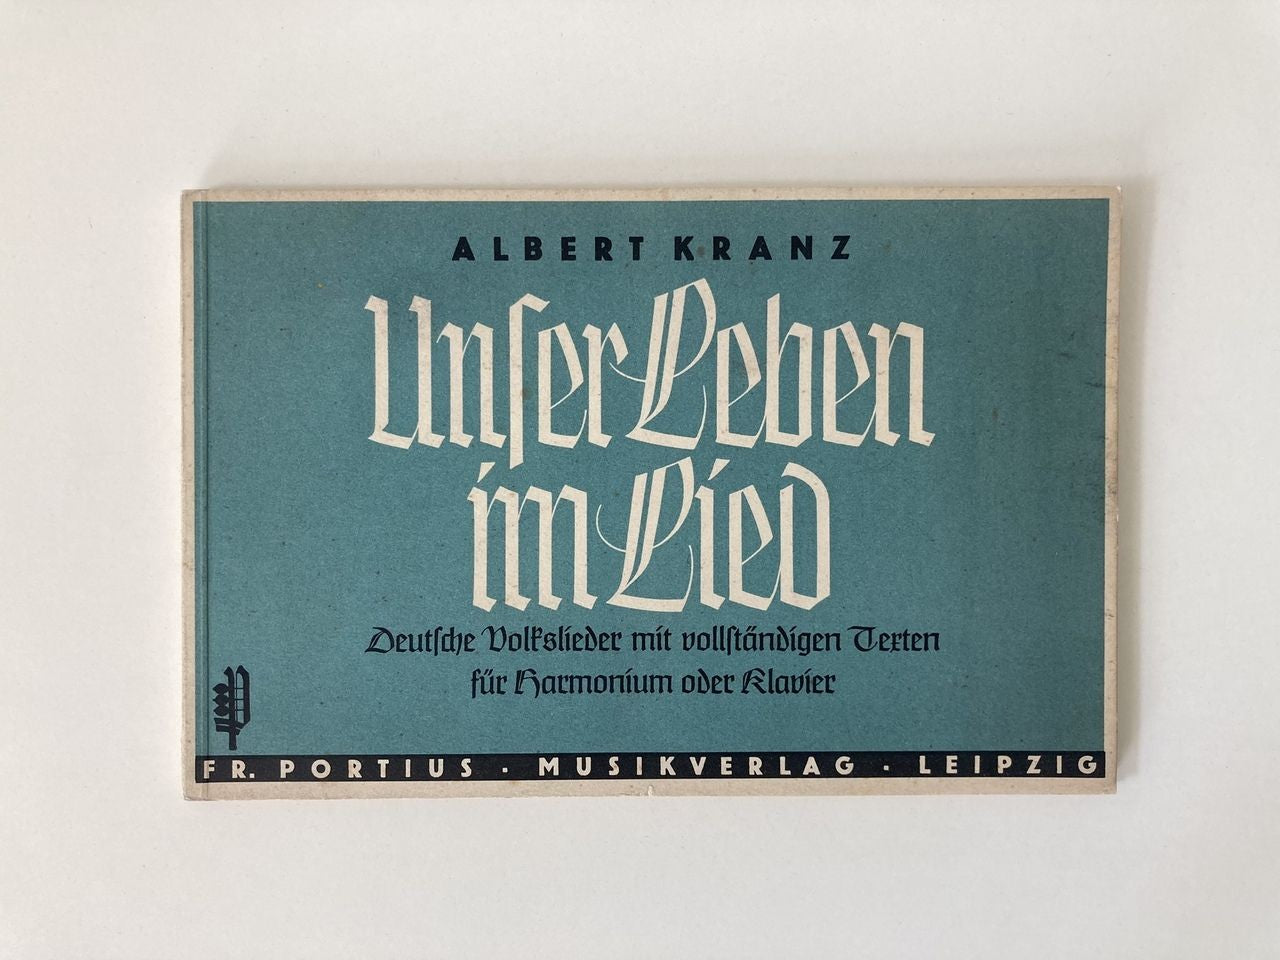 ALBERT KRANZ
Unſer Leben
im Lied
Deutſche Volkslieder mit vollſtändigen Texten
für Harmonium oder Klavier
FR. PORTIUS · MUSIKVERLAG · LEIPZIG